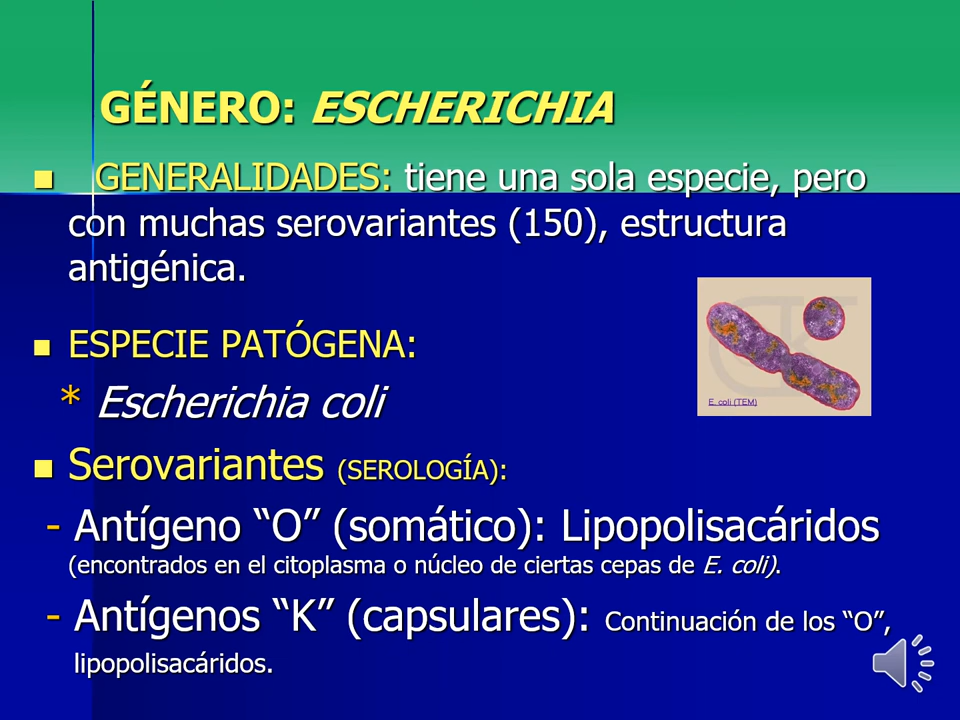 GÉNERO: ESCHERICHIA
GENERALIDADES: tiene una sola especie, pero
con muchas serovariantes (150), estructura
antigénica.
ESPECIE PATÓGENA:
* Escherichia coli
E. coli (TEM)
Serovariantes (SEROLOGÍA):
- Antígeno “O” (somático): Lipopolisacáridos
(encontrados en el citoplasma o núcleo de ciertas cepas de E. coli).
- Antígenos “K” (capsulares): Continuación de los “O”,
lipopolisacáridos.